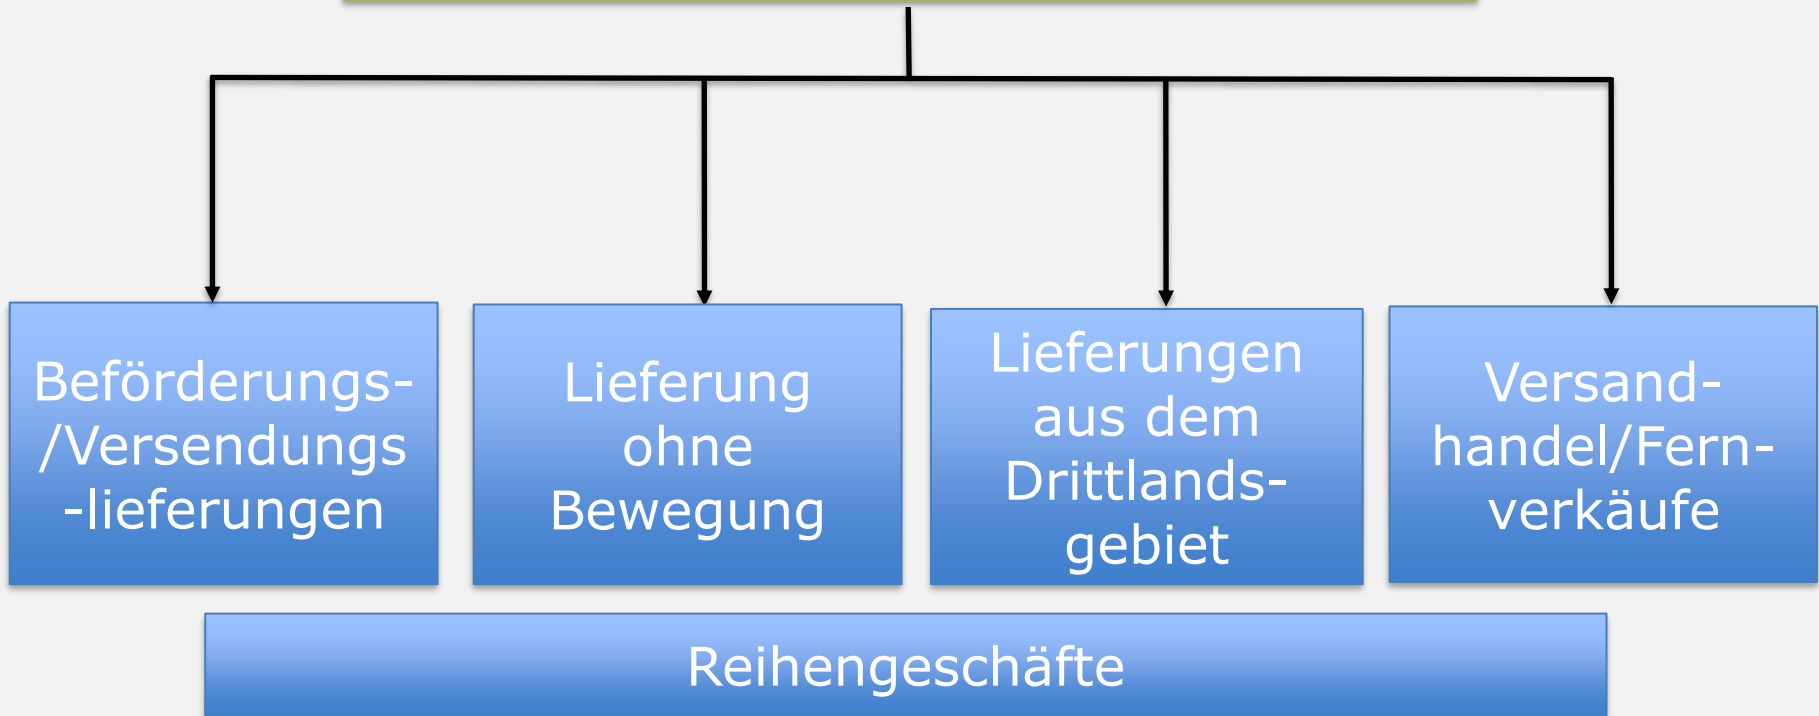 Beförderungs-
/Versendungs
-lieferungen
Lieferung
ohne
Bewegung
Lieferungen
aus dem
Drittlands-
gebiet
Versand-
handel/Fern-
verkäufe
Reihengeschäfte